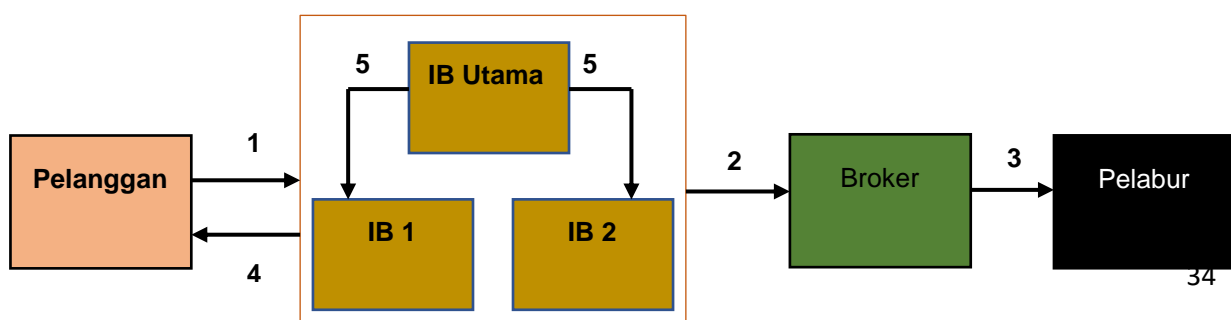 5
IB Utama
5
Pelanggan
1
4
IB 1
IB 2
2
Broker
3
Pelabur
34